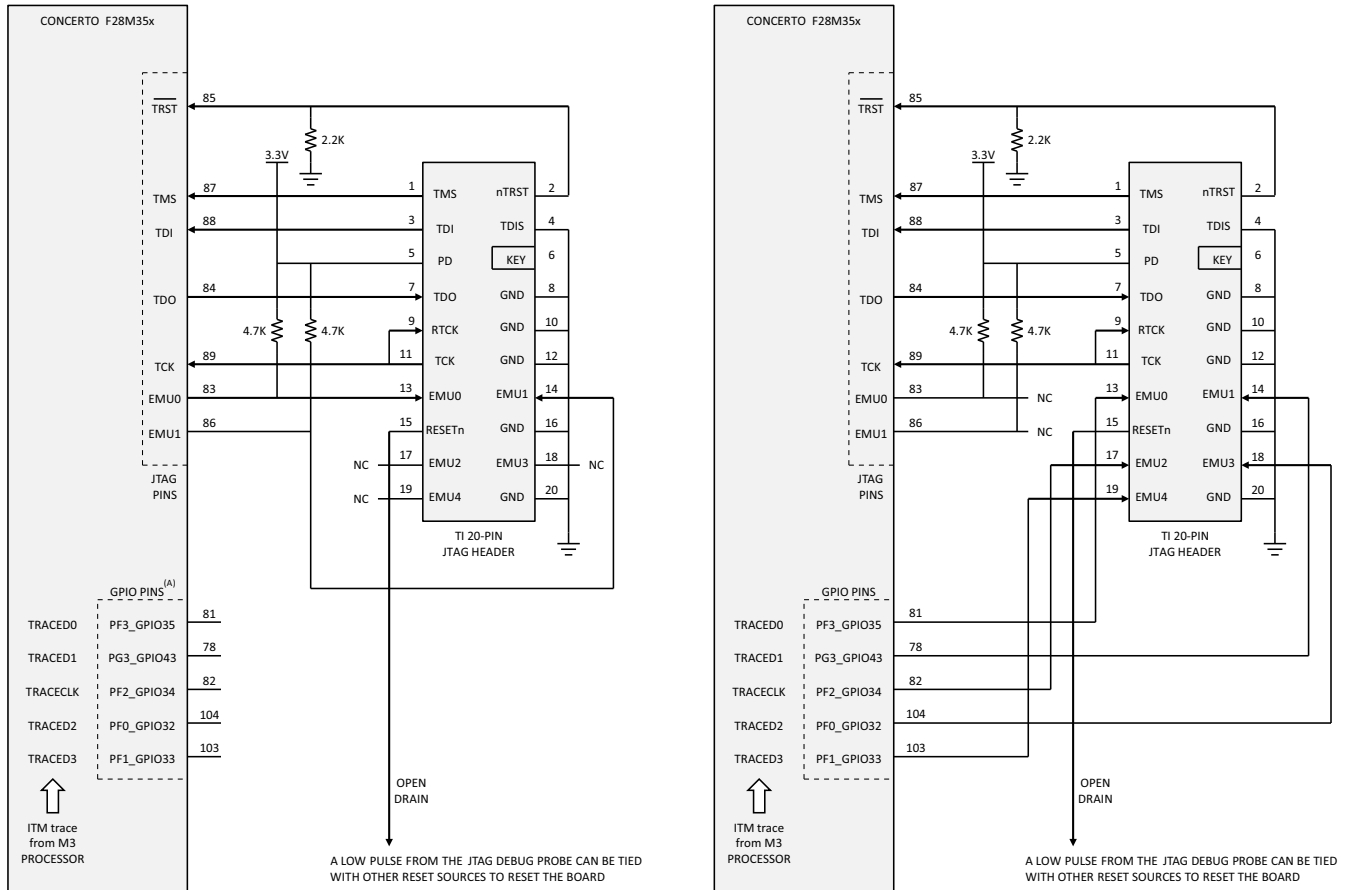 CONCERTO F28M35x
JTAG
PINS
TRST
TMS
TDI
TDO
TCK
EMU0
EMU1
85
87
88
84
89
83
86
2.2K
3.3V
4.7K
4.7K
1
3
5
7
9
11
13
15
17
19
TMS
TDI
PD
TDO
RTCK
TCK
EMU0
RESETn
EMU2
EMU4
nTRST
TDIS
KEY
GND
GND
GND
EMU1
GND
EMU3
GND
2
4
6
8
10
12
14
16
18
20
NC
NC
NC
TI 20-PIN
JTAG HEADER
GPIO PINS(A)
TRACED0 PF3_GPIO35 81
TRACED1 PG3_GPIO43 78
TRACECLK PF2_GPIO34 82
TRACED2 PF0_GPIO32 104
TRACED3 PF1_GPIO33 103
ITM trace
from M3
PROCESSOR
OPEN
DRAIN
A LOW PULSE FROM THE JTAG DEBUG PROBE CAN BE TIED
WITH OTHER RESET SOURCES TO RESET THE BOARD
CONCERTO F28M35x
JTAG
PINS
TRST
TMS
TDI
TDO
TCK
EMU0
EMU1
85
87
88
84
89
83
86
2.2K
3.3V
4.7K
4.7K
NC
NC
1
3
5
7
9
11
13
15
17
19
TMS
TDI
PD
TDO
RTCK
TCK
EMU0
RESETn
EMU2
EMU4
nTRST
TDIS
KEY
GND
GND
GND
EMU1
GND
EMU3
GND
2
4
6
8
10
12
14
16
18
20
TI 20-PIN
JTAG HEADER
GPIO PINS
TRACED0 PF3_GPIO35 81
TRACED1 PG3_GPIO43 78
TRACECLK PF2_GPIO34 82
TRACED2 PF0_GPIO32 104
TRACED3 PF1_GPIO33 103
ITM trace
from M3
PROCESSOR
OPEN
DRAIN
A LOW PULSE FROM THE JTAG DEBUG PROBE CAN BE TIED
WITH OTHER RESET SOURCES TO RESET THE BOARD